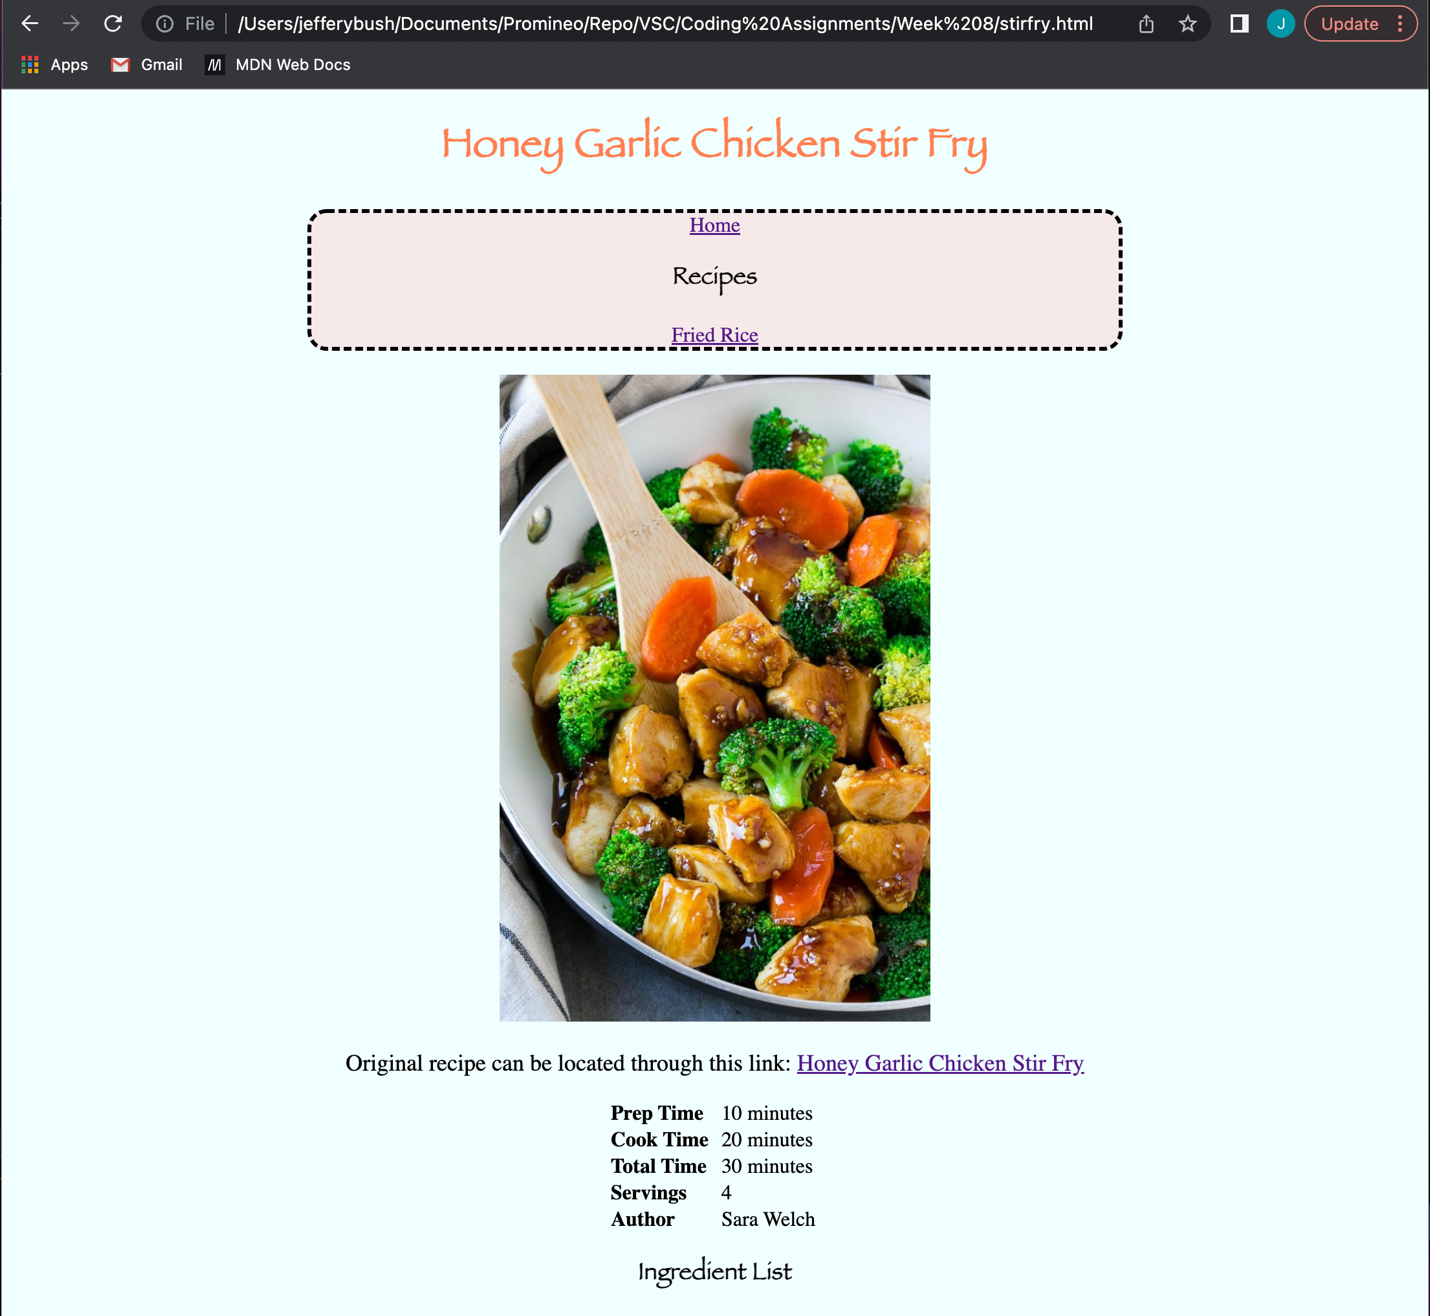 File /Users/jefferybush/Documents/Promineo/Repo/VSC/Coding%20Assignments/Week%208/stirfry.html J Update
Apps Gmail MDN Web Docs
Honey Garlic Chicken Stir Fry
Home
Recipes
Fried Rice
Original recipe can be located through this link: Honey Garlic Chicken Stir Fry
Prep Time 10 minutes
Cook Time 20 minutes
Total Time 30 minutes
Servings 4
Author Sara Welch
Ingredient List